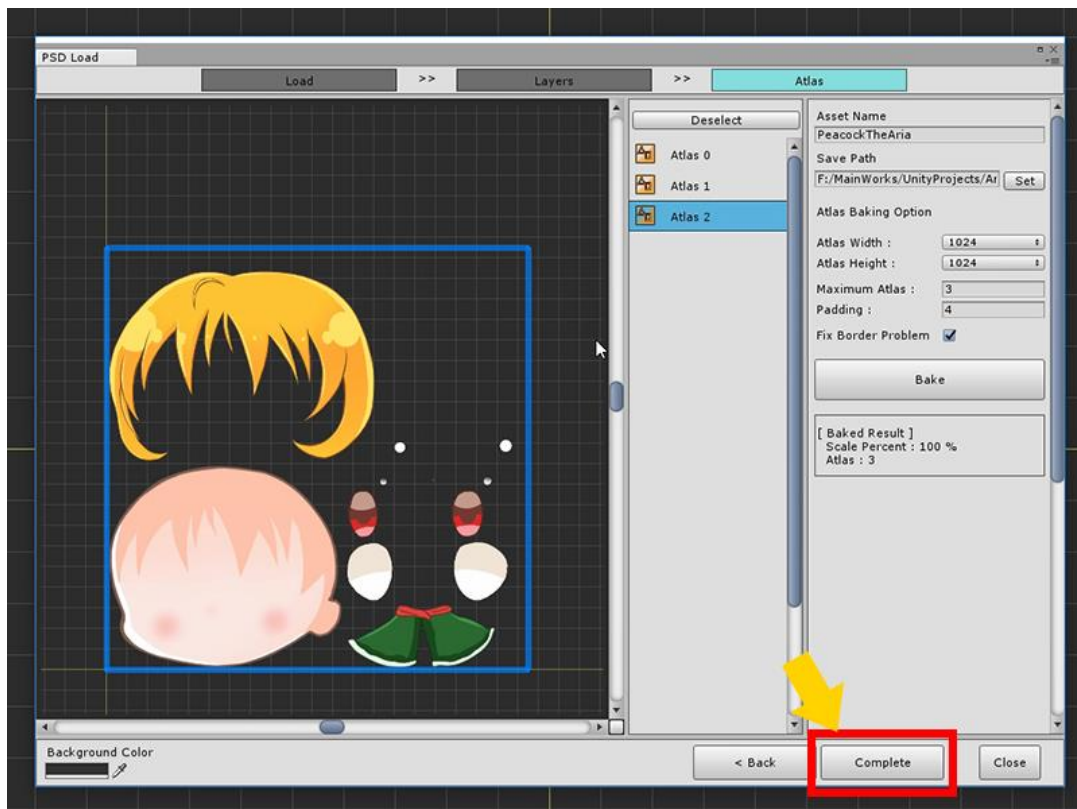 PSD Load
Load >> Layers >> Atlas
Deselect
Atlas 0
Atlas 1
Atlas 2
Asset Name
PeacockTheAria
Save Path
F:/MainWorks/UnityProjects/Ar Set
Atlas Baking Option
Atlas Width : 1024
Atlas Height : 1024
Maximum Atlas : 3
Padding : 4
Fix Border Problem
Bake
[ Baked Result ]
Scale Percent : 100 %
Atlas : 3
Background Color
< Back Complete Close